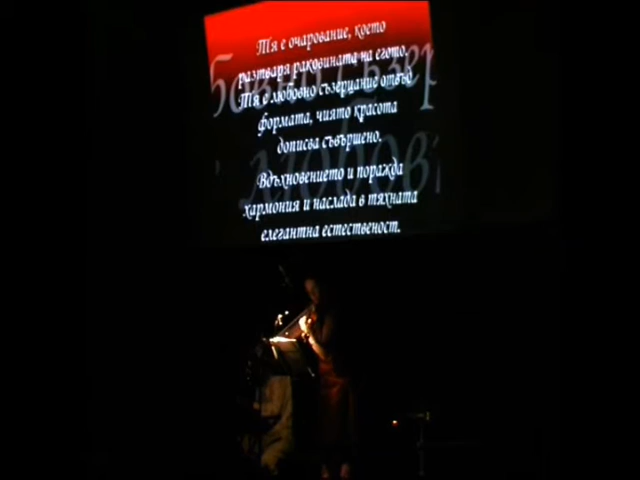 Тя е очарование, което
разтваря раковината на егото.
Тя е любовно съзерцание отвъд
формата, чиято красота
дописва съвършено.
Вдъхновението и поражда
хармония и наслада в тяхната
елегантна естественост.